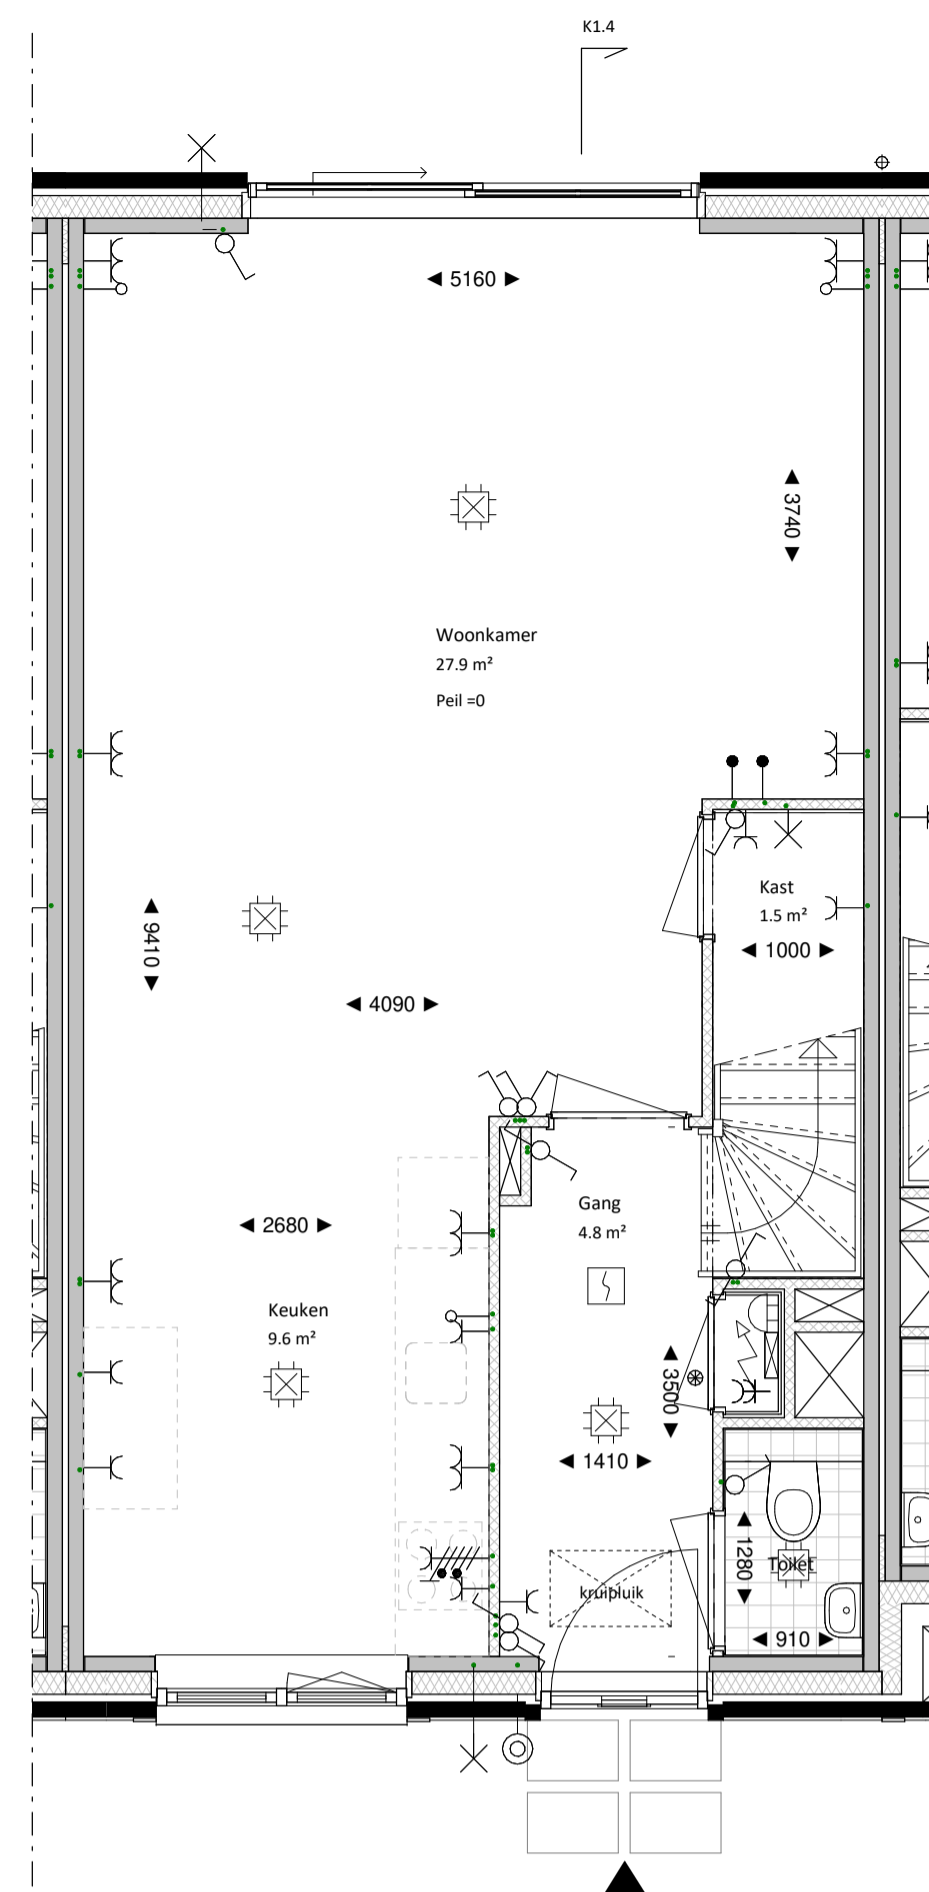 K1.4
5160
3740
Woonkamer
27.9 m²
Peil =0
Kast
1.5 m²
1000
9410
4090
Gang
4.8 m²
2680
Keuken
9.6 m²
3500
1410
1280
Toilet
kruipluik
910